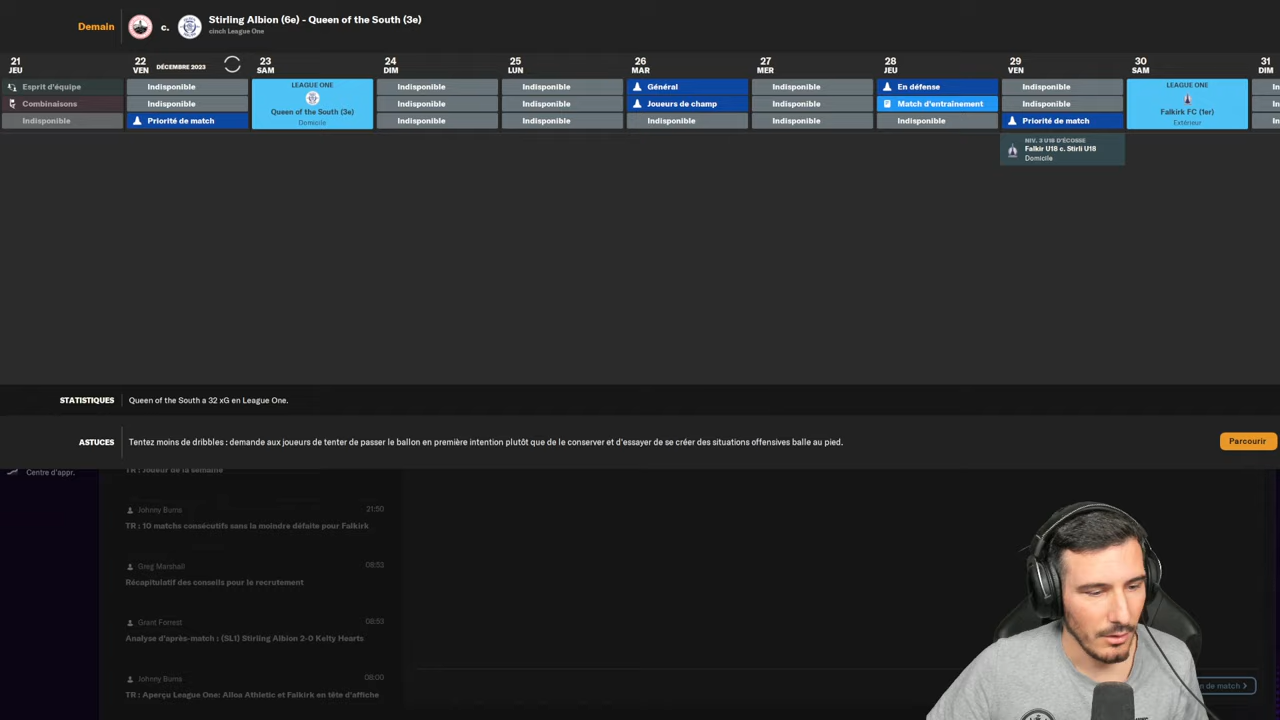 Demain
c.
Stirling Albion (6e) - Queen of the South (3e)
cinch League One
21
JEU
22
VEN
DÉCEMBRE 2023
23
SAM
24
DIM
25
LUN
26
MAR
27
MER
28
JEU
29
VEN
30
SAM
31
DIM
Esprit d'équipe
Combinaisons
Indisponible
Indisponible
Indisponible
Priorité de match
LEAGUE ONE
Queen of the South (3e)
Domicile
Indisponible
Indisponible
Indisponible
Indisponible
Indisponible
Indisponible
Général
Joueurs de champ
Indisponible
Indisponible
Indisponible
Indisponible
En défense
Match d'entraînement
Indisponible
Indisponible
Indisponible
Priorité de match
NIV. 3 U18 D'ÉCOSSE
Falkir U18 c. Stirli U18
Domicile
LEAGUE ONE
Falkirk FC (1er)
Extérieur
STATISTIQUES
Queen of the South a 32 xG en League One.
ASTUCES
Tentez moins de dribbles : demande aux joueurs de tenter de passer le ballon en première intention plutôt que de le conserver et d'essayer de se créer des situations offensives balle au pied.
Parcourir
Centre d'appr.
TR : Joueur de la semaine
Johnny Burns
21:50
TR : 10 matchs consécutifs sans la moindre défaite pour Falkirk
Greg Marshall
08:53
Récapitulatif des conseils pour le recrutement
Grant Forrest
08:53
Analyse d'après-match : (SL1) Stirling Albion 2-0 Kelty Hearts
Johnny Burns
08:00
TR : Aperçu League One: Alloa Athletic et Falkirk en tête d'affiche
de match